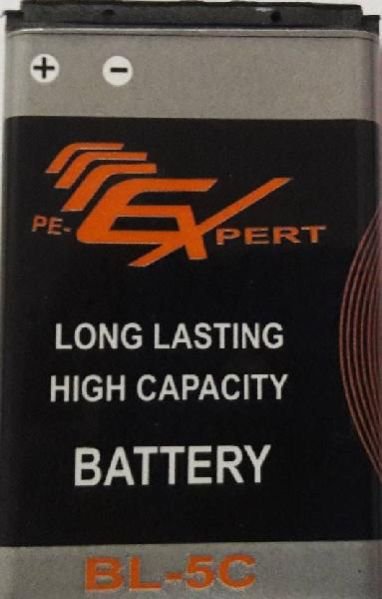 + -
PE-EXPERT
LONG LASTING
HIGH CAPACITY
BATTERY
BL-5C